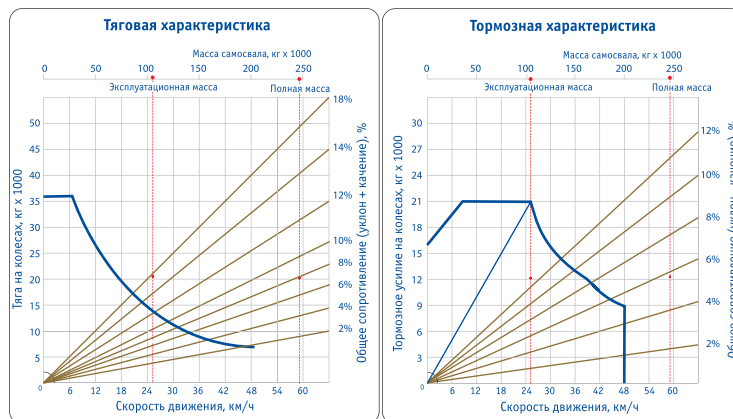 Тяговая характеристика
Масса самосвала, кг х 1000
0 50 100 150 200 250
Эксплуатационная масса Полная масса
18%
14%
12%
10%
8%
6%
4%
2%
50
45
40
35
30
25
20
15
10
5
0
6 12 18 24 30 36 42 48 54 60
Тяга на колесах, кг х 1000
Общее сопротивление (уклон + качение), %
Скорость движения, км/ч
Тормозная характеристика
Масса самосвала, кг х 1000
0 50 100 150 200 250
Эксплуатационная масса Полная масса
12%
10%
8%
6%
4%
2%
30
27
24
21
18
15
12
9
6
3
0
6 12 18 24 30 36 42 48 54 60
Тормозное усилие на колесах, кг х 1000
Общее сопротивление (уклон - качение), %
Скорость движения, км/ч